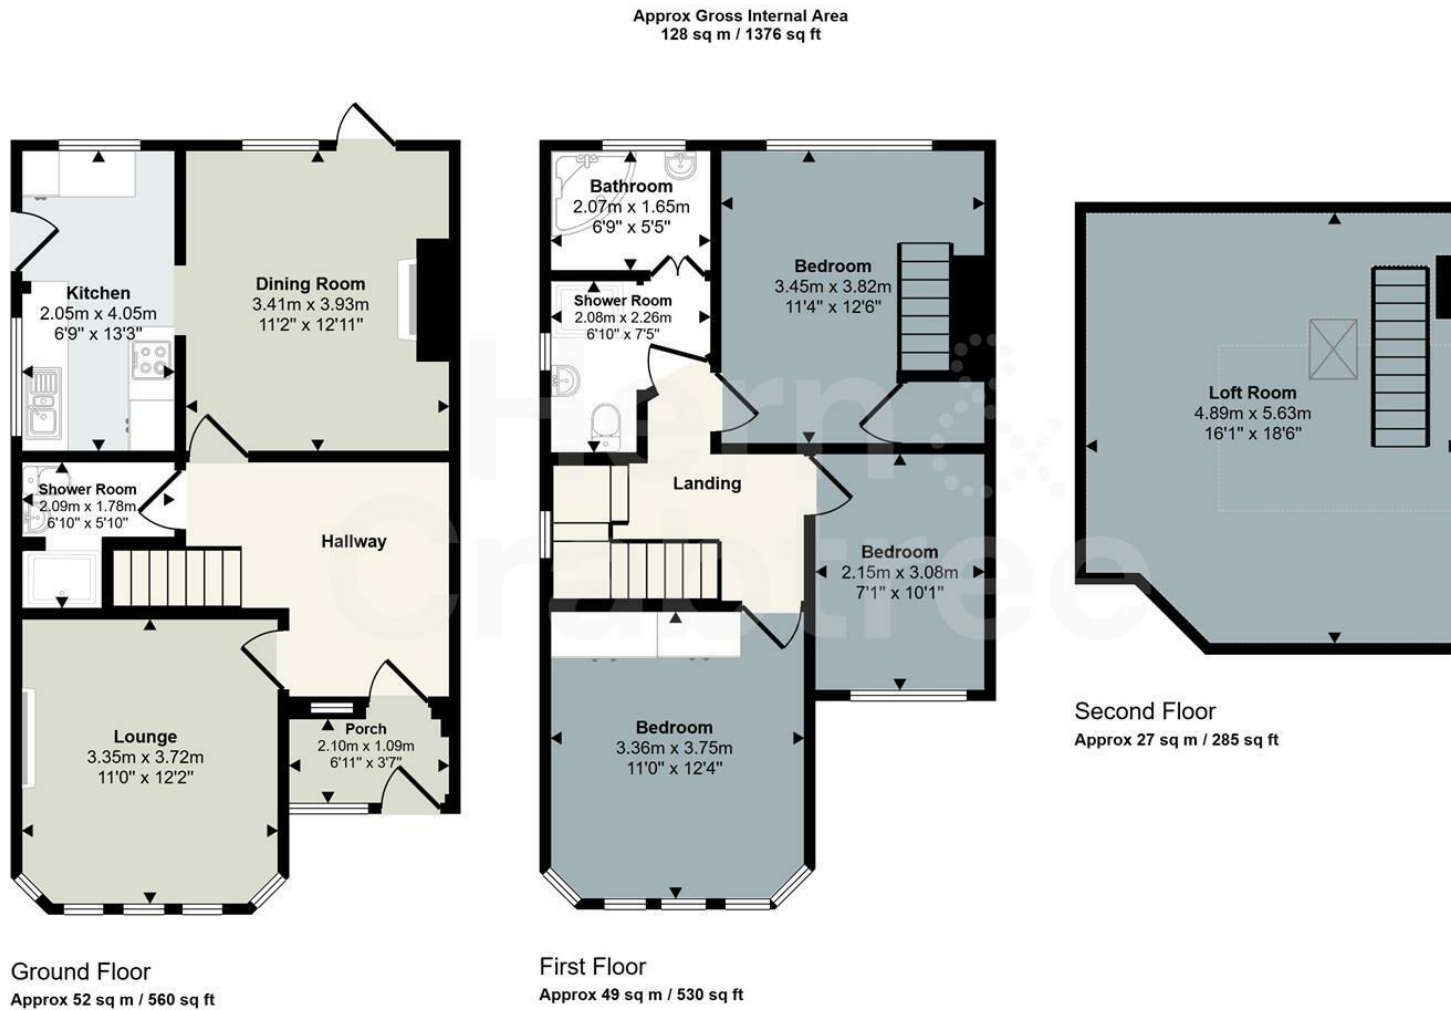 Approx Gross Internal Area
128 sq m / 1376 sq ft
Kitchen
2.05m x 4.05m
6'9" x 13'3"
Dining Room
3.41m x 3.93m
11'2" x 12'11"
Shower Room
2.09m x 1.78m
6'10" x 5'10"
Hallway
Lounge
3.35m x 3.72m
11'0" x 12'2"
Porch
2.10m x 1.09m
6'11" x 3'7"
Ground Floor
Approx 52 sq m / 560 sq ft
Bathroom
2.07m x 1.65m
6'9" x 5'5"
Shower Room
2.08m x 2.26m
6'10" x 7'5"
Bedroom
3.45m x 3.82m
11'4" x 12'6"
Landing
Bedroom
2.15m x 3.08m
7'1" x 10'1"
Bedroom
3.36m x 3.75m
11'0" x 12'4"
First Floor
Approx 49 sq m / 530 sq ft
Loft Room
4.89m x 5.63m
16'1" x 18'6"
Second Floor
Approx 27 sq m / 285 sq ft
Hern &
Crabtree